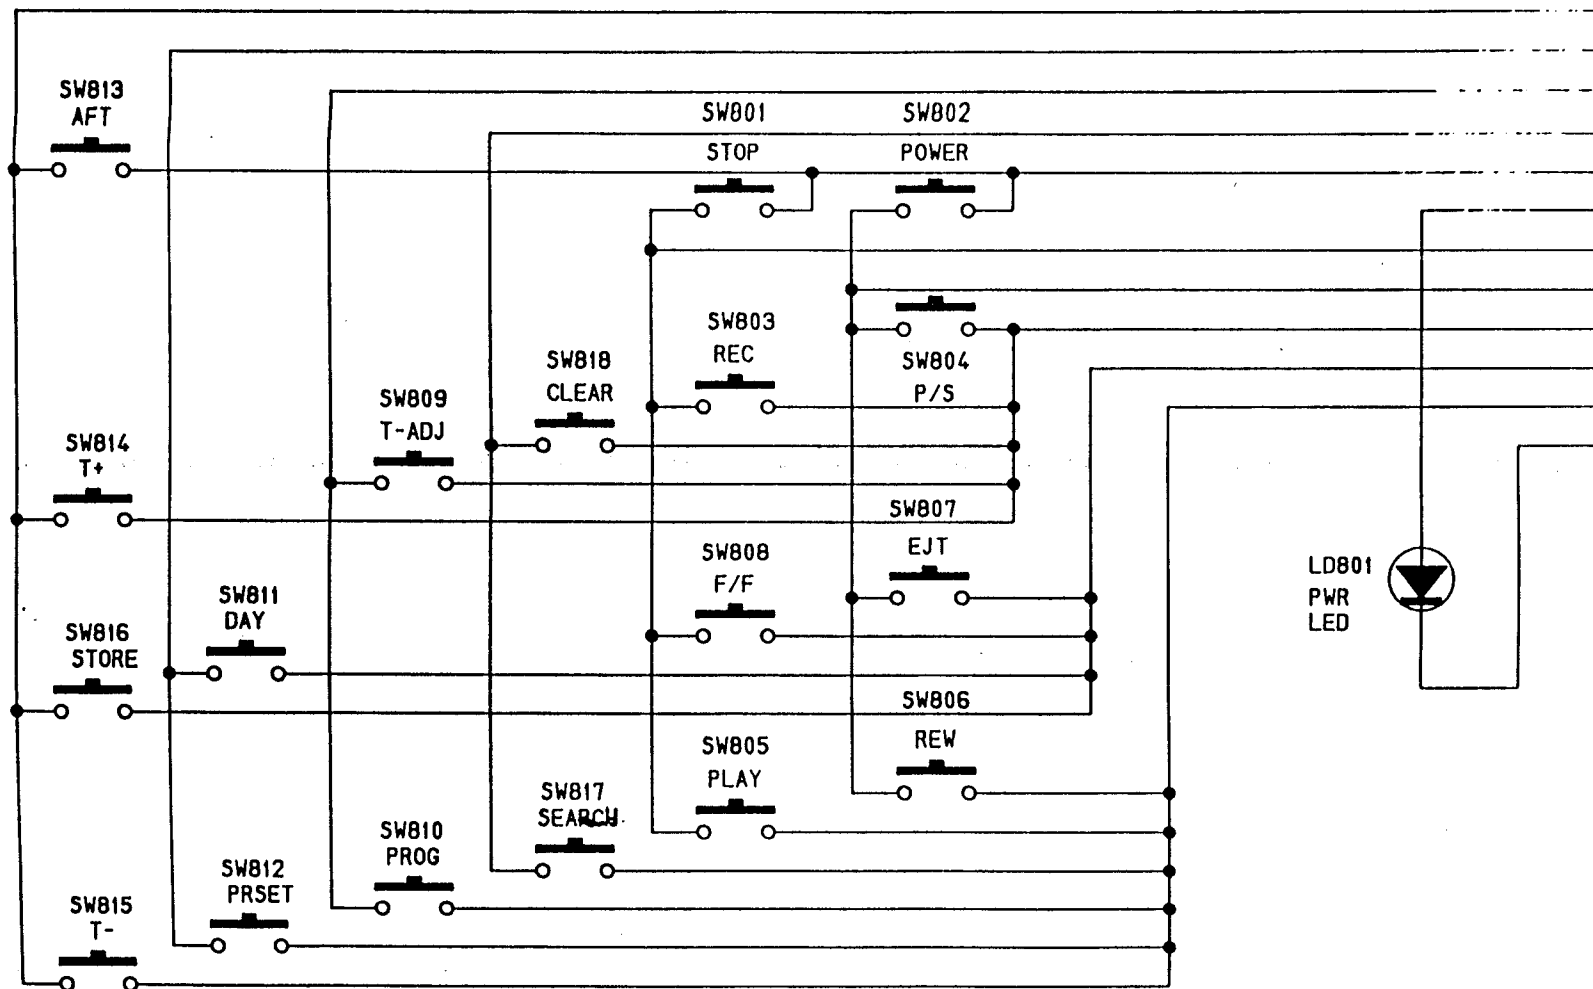 SW813
AFT
SW801
STOP
SW802
POWER
SW803
REC
SW804
P/S
SW818
CLEAR
SW809
T-ADJ
SW814
T+
SW807
EJT
SW808
F/F
LD801
PWR
LED
SW811
DAY
SW816
STORE
SW806
REW
SW805
PLAY
SW817
SEARCH
SW810
PROG
SW812
PRSET
SW815
T-